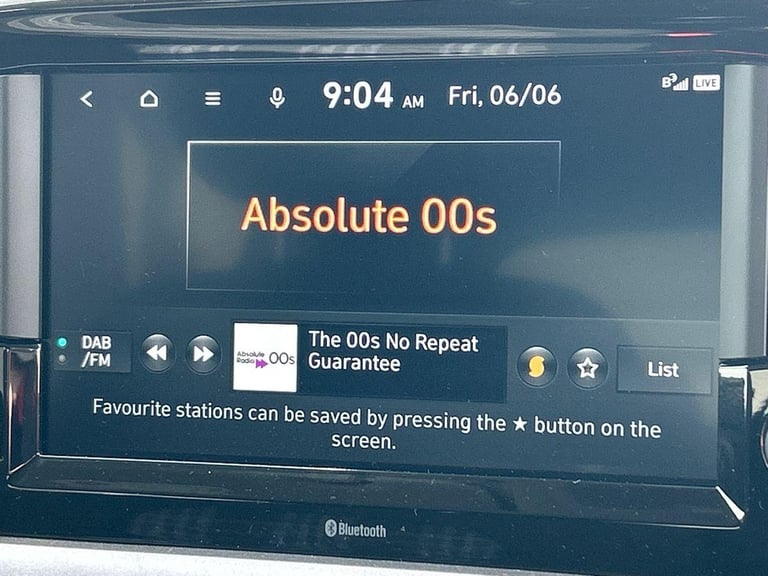 9:04 AM Fri, 06/06
LIVE
Absolute 00s
DAB
/FM
Absolute
Radio 00s
The 00s No Repeat
Guarantee
List
Favourite stations can be saved by pressing the ★ button on the
screen.
Bluetooth